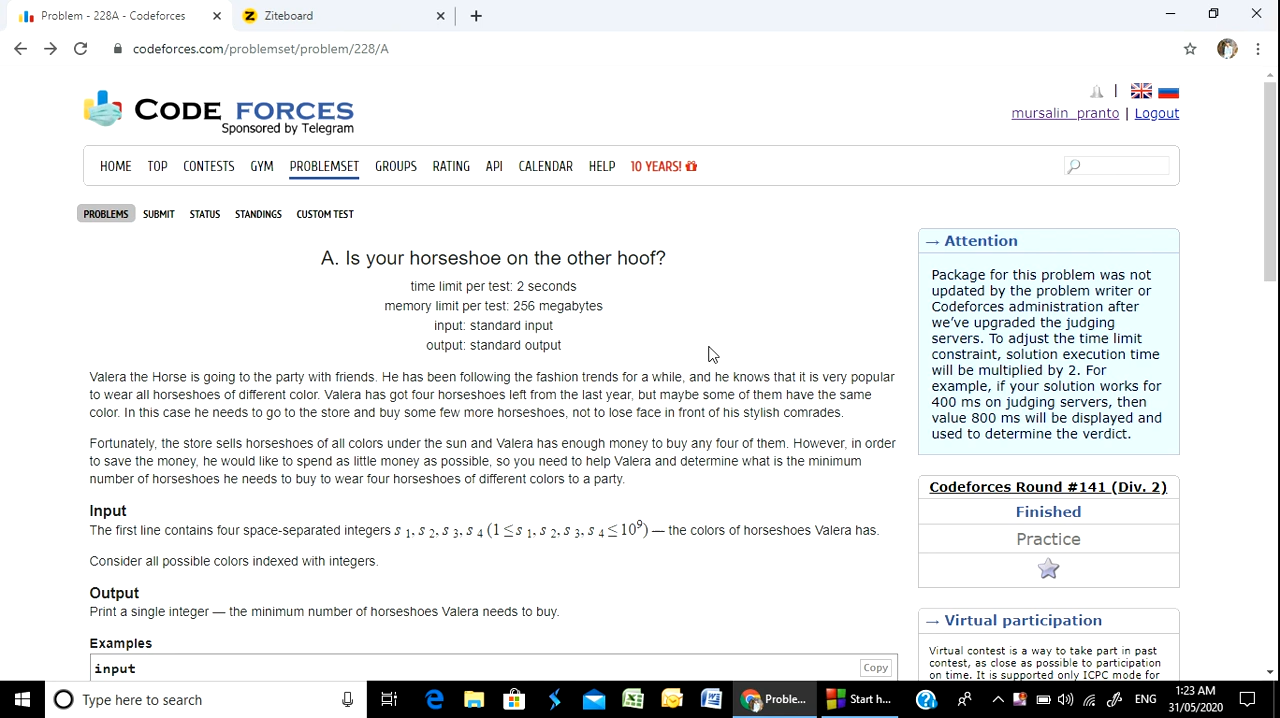 Problem - 228A - Codeforces
Ziteboard
codeforces.com/problemset/problem/228/A
CODE FORCES
Sponsored by Telegram
mursalin_pranto | Logout
HOME TOP CONTESTS GYM PROBLEMSET GROUPS RATING API CALENDAR HELP 10 YEARS!
PROBLEMS SUBMIT STATUS STANDINGS CUSTOM TEST
A. Is your horseshoe on the other hoof?
time limit per test: 2 seconds
memory limit per test: 256 megabytes
input: standard input
output: standard output
Valera the Horse is going to the party with friends. He has been following the fashion trends for a while, and he knows that it is very popular
to wear all horseshoes of different color. Valera has got four horseshoes left from the last year, but maybe some of them have the same
color. In this case he needs to go to the store and buy some few more horseshoes, not to lose face in front of his stylish comrades.
Fortunately, the store sells horseshoes of all colors under the sun and Valera has enough money to buy any four of them. However, in order
to save the money, he would like to spend as little money as possible, so you need to help Valera and determine what is the minimum
number of horseshoes he needs to buy to wear four horseshoes of different colors to a party.
Input
The first line contains four space-separated integers s 1, s 2, s 3, s 4 (1 ≤ s 1, s 2, s 3, s 4 ≤ 10⁹) — the colors of horseshoes Valera has.
Consider all possible colors indexed with integers.
Output
Print a single integer — the minimum number of horseshoes Valera needs to buy.
Examples
input
Copy
→ Attention
Package for this problem was not
updated by the problem writer or
Codeforces administration after
we've upgraded the judging
servers. To adjust the time limit
constraint, solution execution time
will be multiplied by 2. For
example, if your solution works for
400 ms on judging servers, then
value 800 ms will be displayed and
used to determine the verdict.
Codeforces Round #141 (Div. 2)
Finished
Practice
→ Virtual participation
Virtual contest is a way to take part in past
contest, as close as possible to participation
on time. It is supported only ICPC mode for
Type here to search
Proble...
Start h...
ENG
1:23 AM
31/05/2020